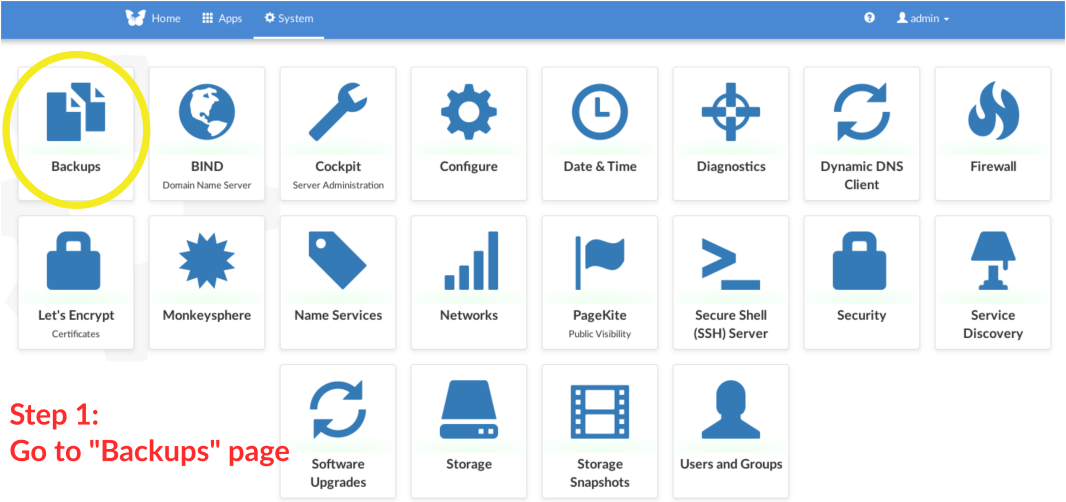 Home Apps System admin
Backups
BIND
Domain Name Server
Cockpit
Server Administration
Configure
Date & Time
Diagnostics
Dynamic DNS
Client
Firewall
Let's Encrypt
Certificates
Monkeysphere
Name Services
Networks
PageKite
Public Visibility
Secure Shell
(SSH) Server
Security
Service
Discovery
Step 1:
Go to "Backups" page
Software
Upgrades
Storage
Storage
Snapshots
Users and Groups